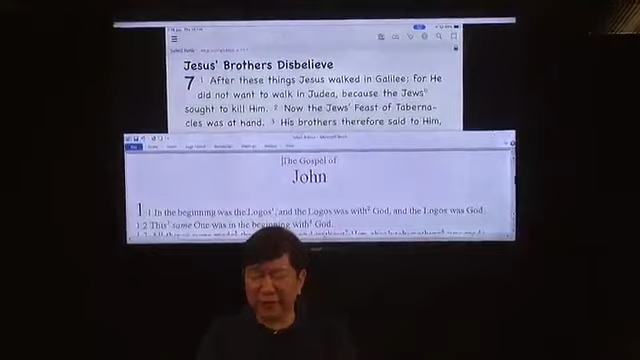 Jesus' Brothers Disbelieve
7 1 After these things Jesus walked in Galilee; for He
did not want to walk in Judea, because the Jews
sought to kill Him. 2 Now the Jews' Feast of Taberna-
cles was at hand. 3 His brothers therefore said to Him,
The Gospel of
John
1 1 In the beginning was the Logos, and the Logos was with God, and the Logos was God.
1 2 This same One was in the beginning with God.